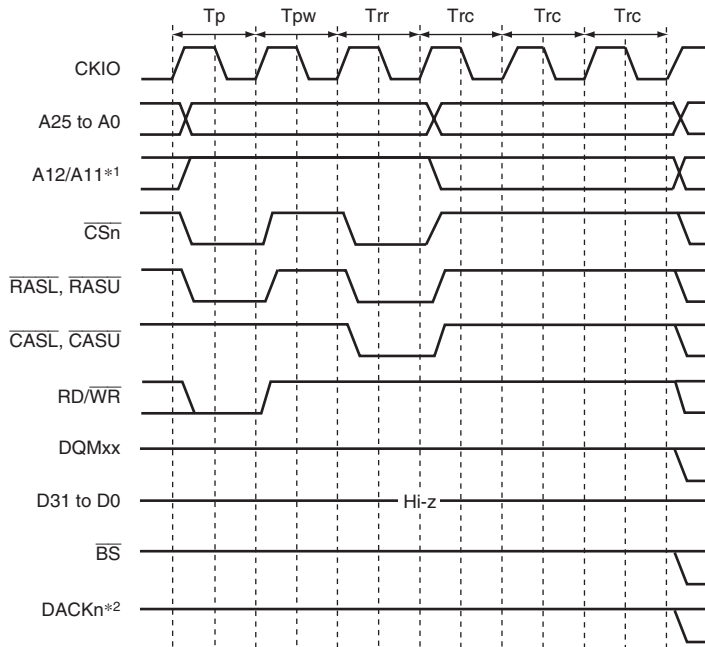 Tp Tpw Trr Trc Trc Trc
CKIO
A25 to A0
A12/A11*1
CSn
RASL, RASU
CASL, CASU
RD/WR
DQMxx
D31 to D0 Hi-z
BS
DACKn*2